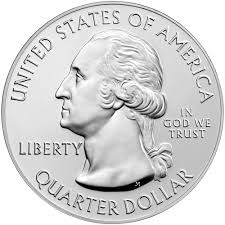 UNITED STATES OF AMERICA
LIBERTY
IN
GOD WE
TRUST
QUARTER DOLLAR